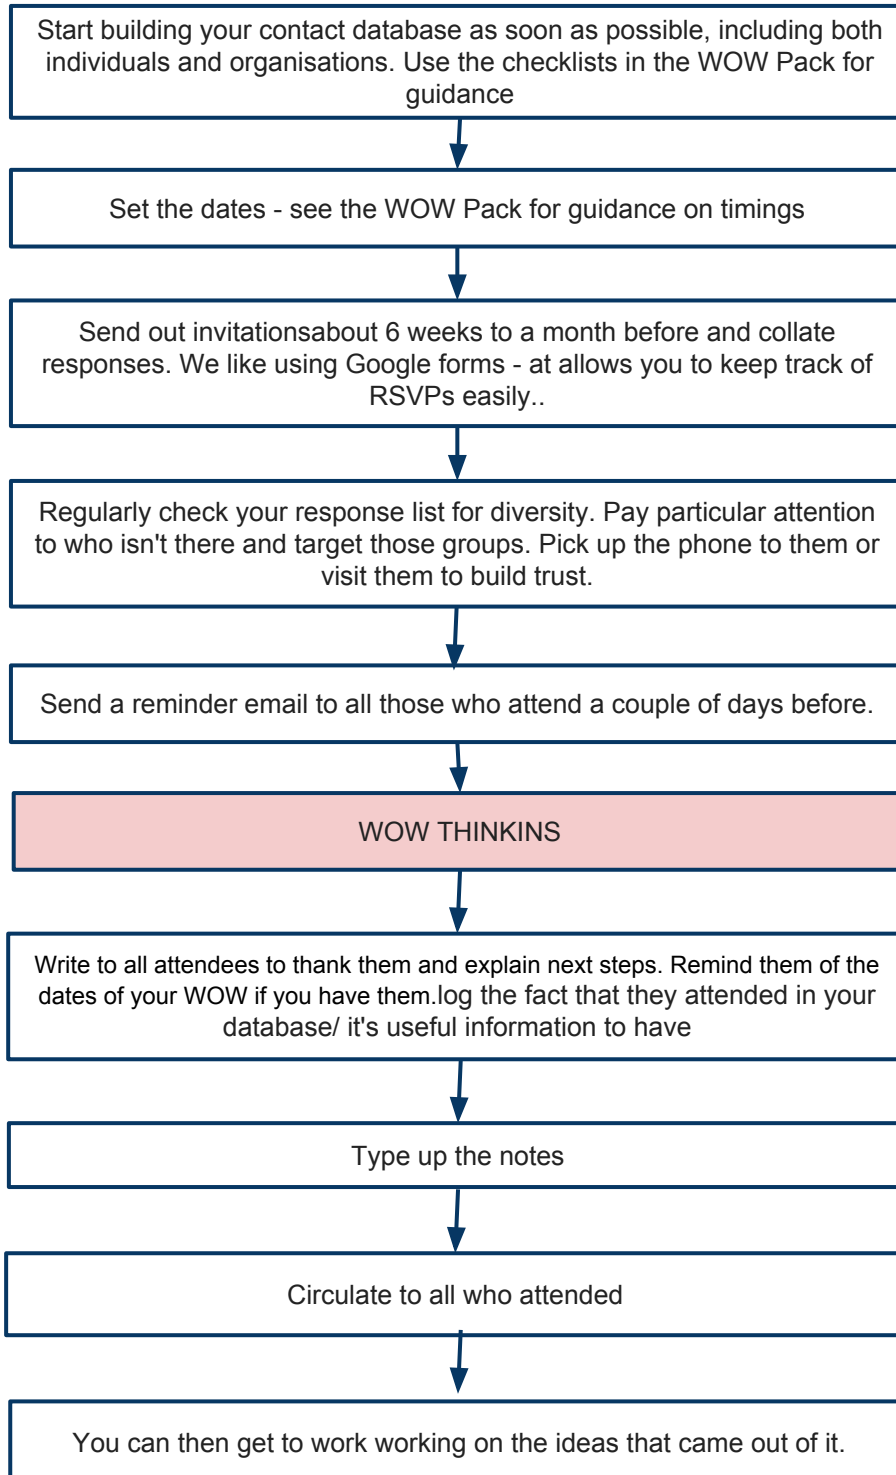 Start building your contact database as soon as possible, including both
individuals and organisations. Use the checklists in the WOW Pack for
guidance
Set the dates - see the WOW Pack for guidance on timings
Send out invitationsabout 6 weeks to a month before and collate
responses. We like using Google forms - at allows you to keep track of
RSVPs easily..
Regularly check your response list for diversity. Pay particular attention
to who isn't there and target those groups. Pick up the phone to them or
visit them to build trust.
Send a reminder email to all those who attend a couple of days before.
WOW THINKINS
Write to all attendees to thank them and explain next steps. Remind them of the
dates of your WOW if you have them.log the fact that they attended in your
database/ it's useful information to have
Type up the notes
Circulate to all who attended
You can then get to work working on the ideas that came out of it.